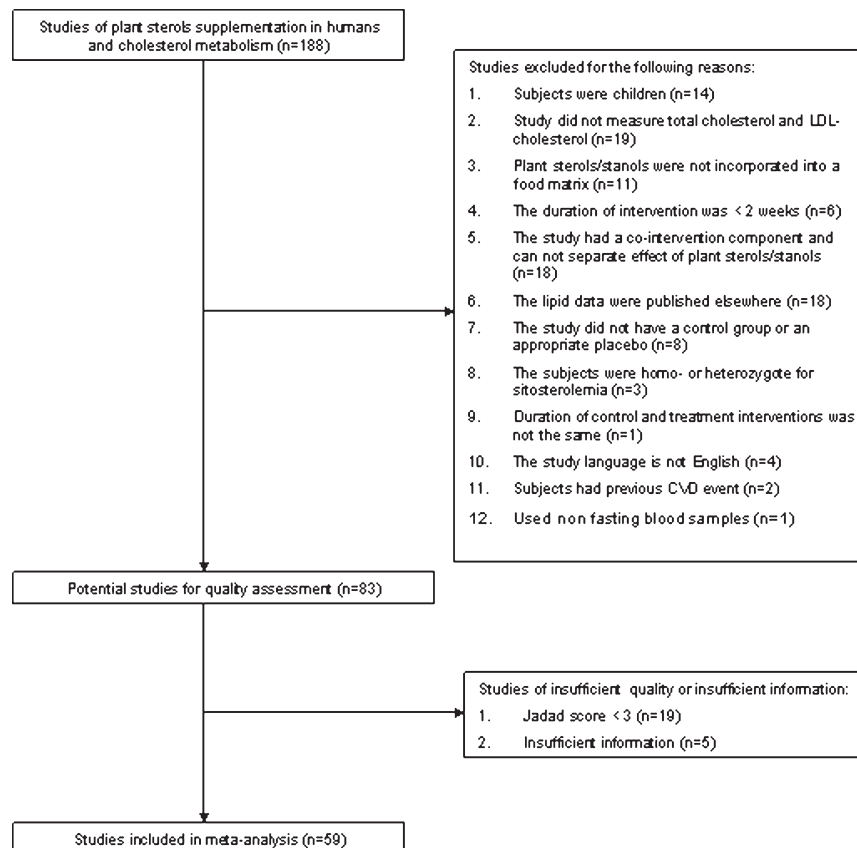 Studies of plant sterols supplementation in humans
and cholesterol metabolism (n=188)
Studies excluded for the following reasons:
1. Subjects were children (n=14)
2. Study did not measure total cholesterol and LDL-
cholesterol (n=19)
3. Plant sterols/stanols were not incorporated into a
food matrix (n=11)
4. The duration of intervention was < 2 weeks (n=6)
5. The study had a co-intervention component and
can not separate effect of plant sterols/stanols
(n=18)
6. The lipid data were published elsewhere (n=18)
7. The study did not have a control group or an
appropriate placebo (n=8)
8. The subjects were homo- or heterozygote for
sitosterolemia (n=3)
9. Duration of control and treatment interventions was
not the same (n=1)
10. The study language is not English (n=4)
11. Subjects had previous CVD event (n=2)
12. Used non fasting blood samples (n=1)
Potential studies for quality assessment (n=83)
Studies of insufficient quality or insufficient information:
1. Jadad score < 3 (n=19)
2. Insufficient information (n=5)
Studies included in meta-analysis (n=59)